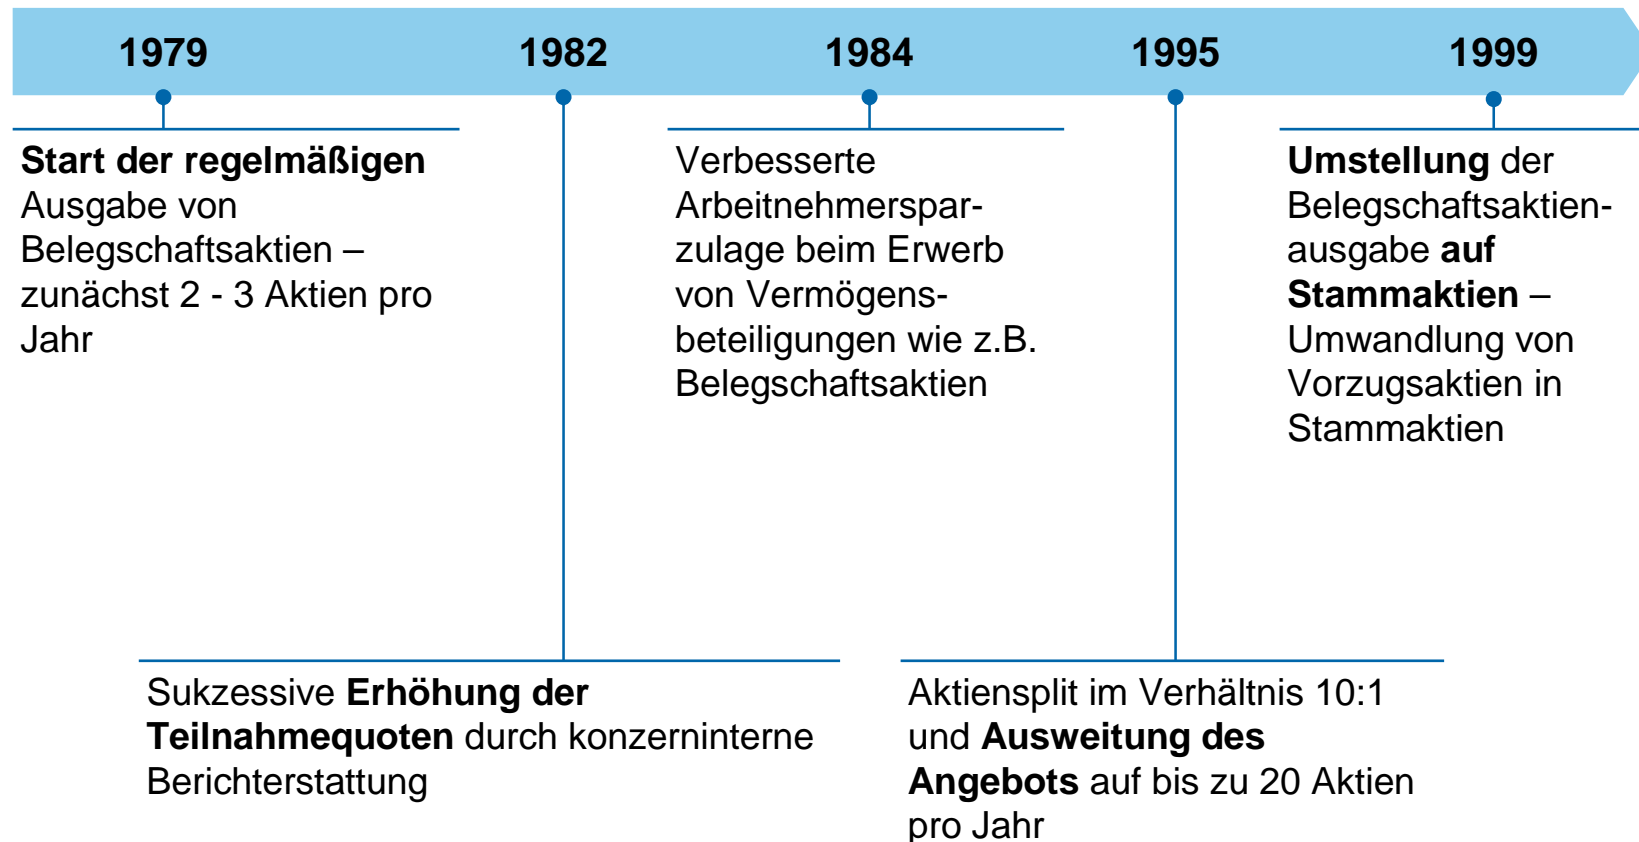 1979
1982
1984
1995
1999
Start der regelmäßigen
Ausgabe von
Belegschaftsaktien –
zunächst 2 - 3 Aktien pro
Jahr
Verbesserte
Arbeitnehmerspar-
zulage beim Erwerb
von Vermögens-
beteiligungen wie z.B.
Belegschaftsaktien
Umstellung der
Belegschaftsaktien-
ausgabe auf
Stammaktien –
Umwandlung von
Vorzugsaktien in
Stammaktien
Sukzessive Erhöhung der
Teilnahmequoten durch konzerninterne
Berichterstattung
Aktiensplit im Verhältnis 10:1
und Ausweitung des
Angebots auf bis zu 20 Aktien
pro Jahr